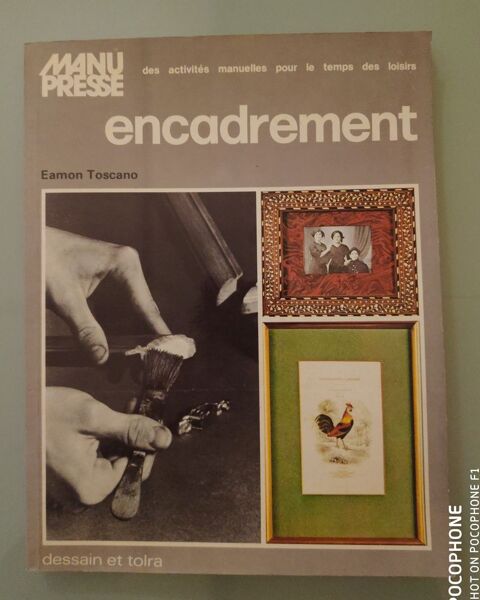 MANU
PRESSE
des activités manuelles pour le temps des loisirs
encadrement
Eamon Toscano
dessain et tolra
POCOPHONE
HOT ON POCOPHONE F1